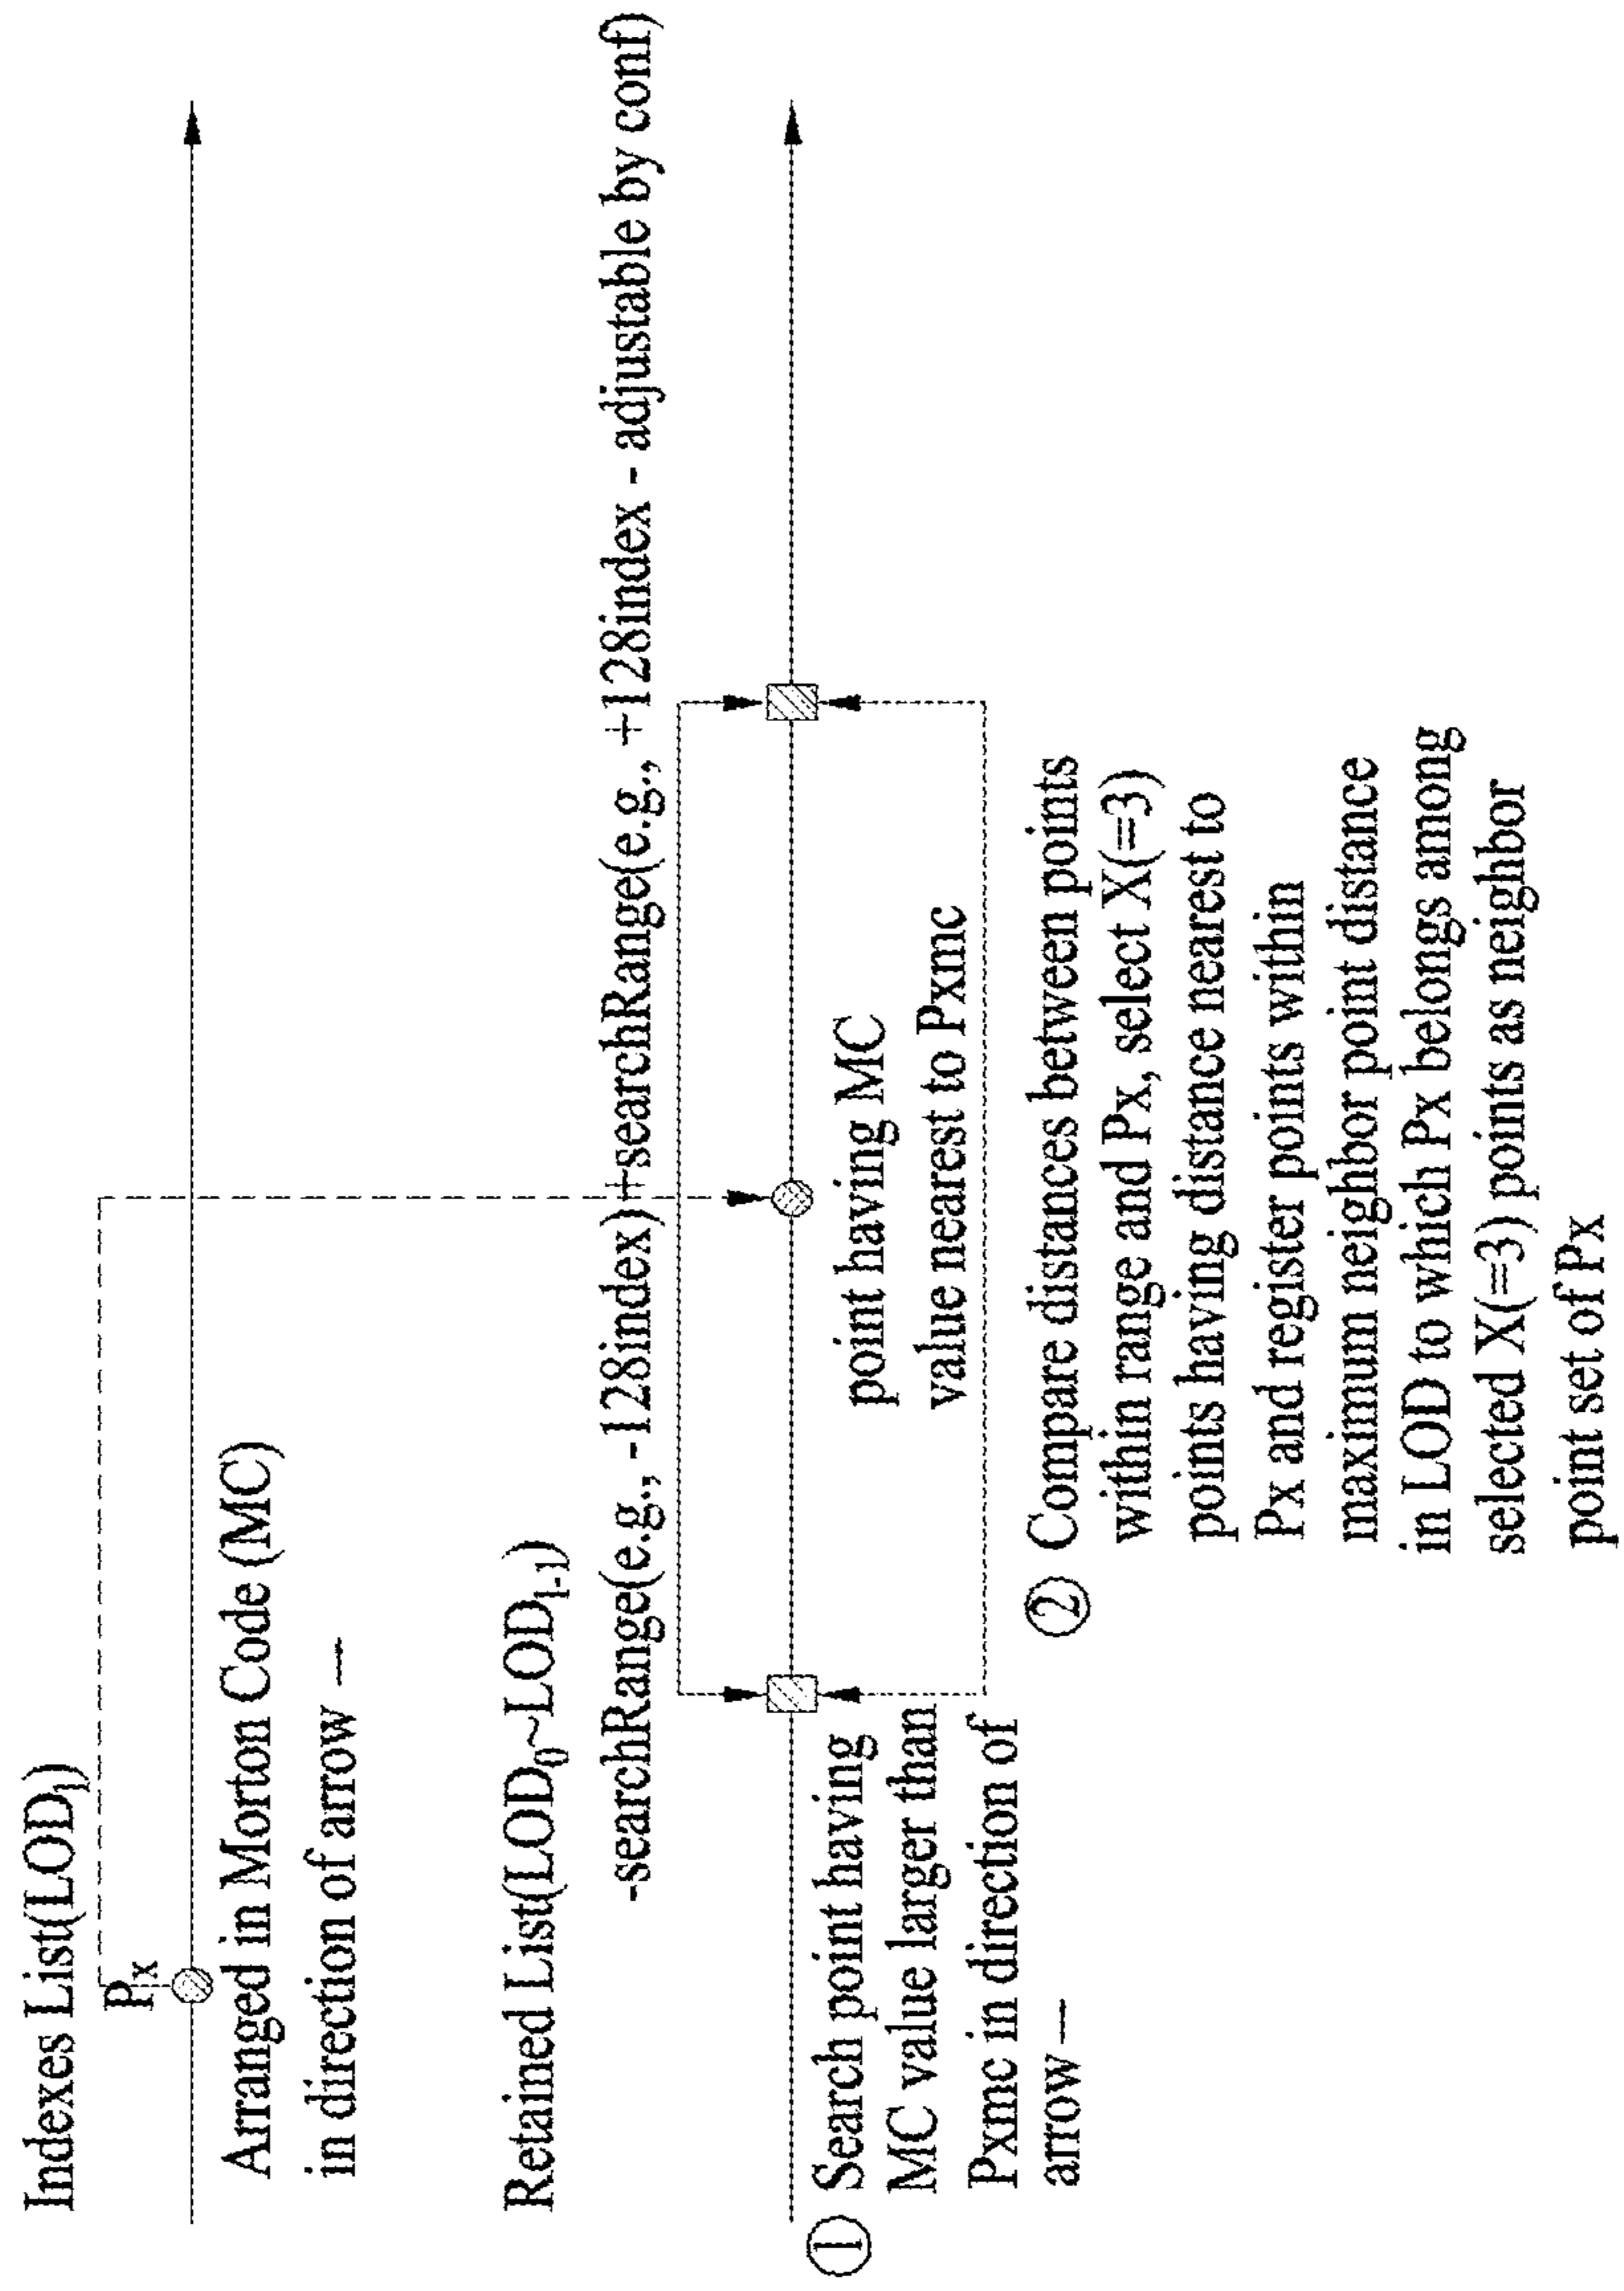 Indexes List(LOD₁)
Pₓ
Arranged in Morton Code (MC)
in direction of arrow —
Retained List(LOD₀~LOD₁₋₁)
-searchRange(e.g., -128index)+searchRange(e.g., +128index - adjustable by conf)
① Search point having
MC value larger than
Pxmc in direction of
arrow—
point having MC
value nearest to Pxmc
② Compare distances between points
within range and Px, select X(=3)
points having distance nearest to
Px and register points within
maximum neighbor point distance
in LOD to which Px belongs among
selected X(=3) points as neighbor
point set of Px